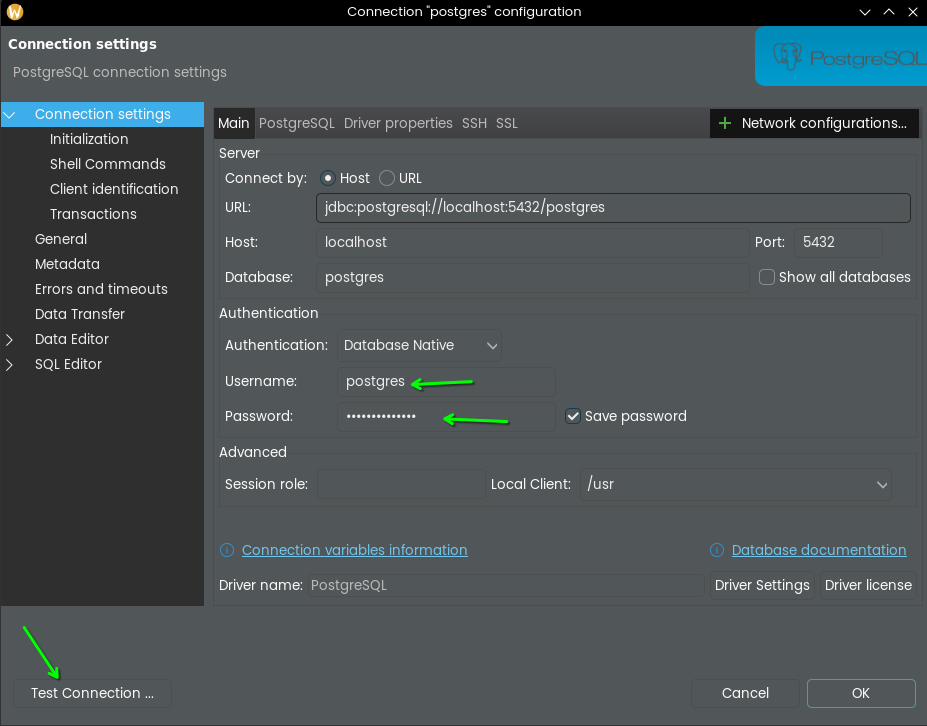 Connection "postgres" configuration
Connection settings
PostgreSQL connection settings
PostgreSQL
Connection settings
Initialization
Shell Commands
Client identification
Transactions
General
Metadata
Errors and timeouts
Data Transfer
Data Editor
SQL Editor
Main PostgreSQL Driver properties SSH SSL
Network configurations...
Server
Connect by: Host URL
URL: jdbc:postgresql://localhost:5432/postgres
Host: localhost Port: 5432
Database: postgres Show all databases
Authentication
Authentication: Database Native
Username: postgres
Password: •••••••••••••• Save password
Advanced
Session role: Local Client: /usr
Connection variables information Database documentation
Driver name: PostgreSQL Driver Settings Driver license
Test Connection ... Cancel OK